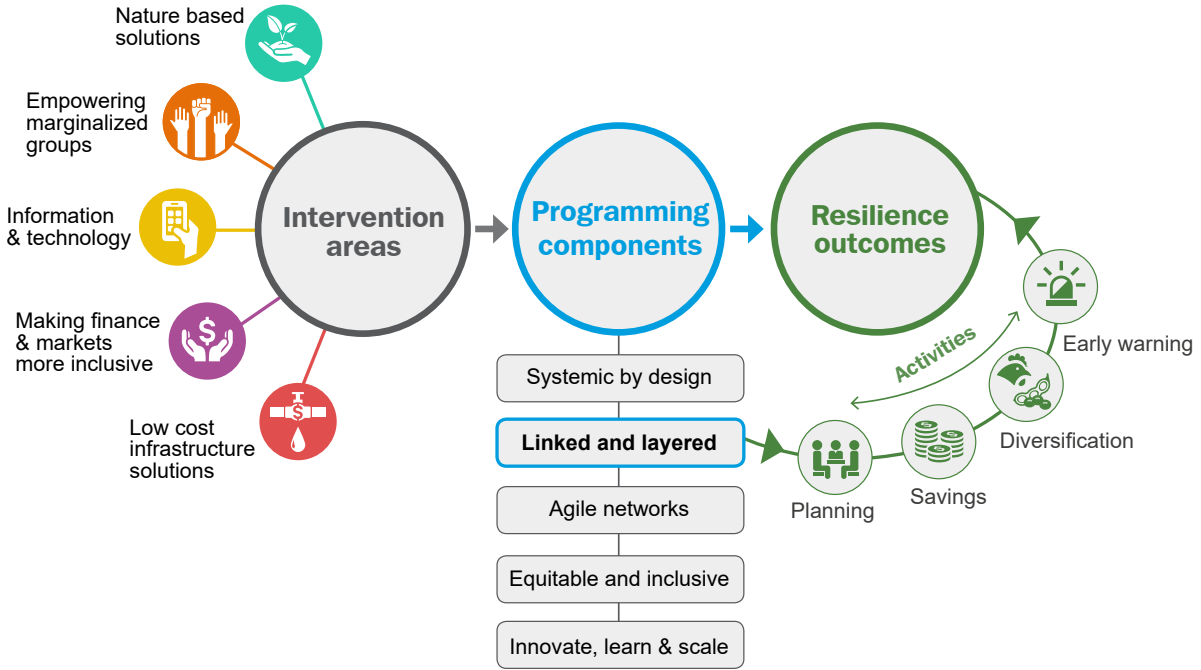 Nature based
solutions
Empowering
marginalized
groups
Information
& technology
Making finance
& markets
more inclusive
$
Low cost
infrastructure
solutions
$
Intervention
areas
Programming
components
Systemic by design
Linked and layered
Agile networks
Equitable and inclusive
Innovate, learn & scale
Resilience
outcomes
Activities
Planning
Savings
Diversification
Early warning